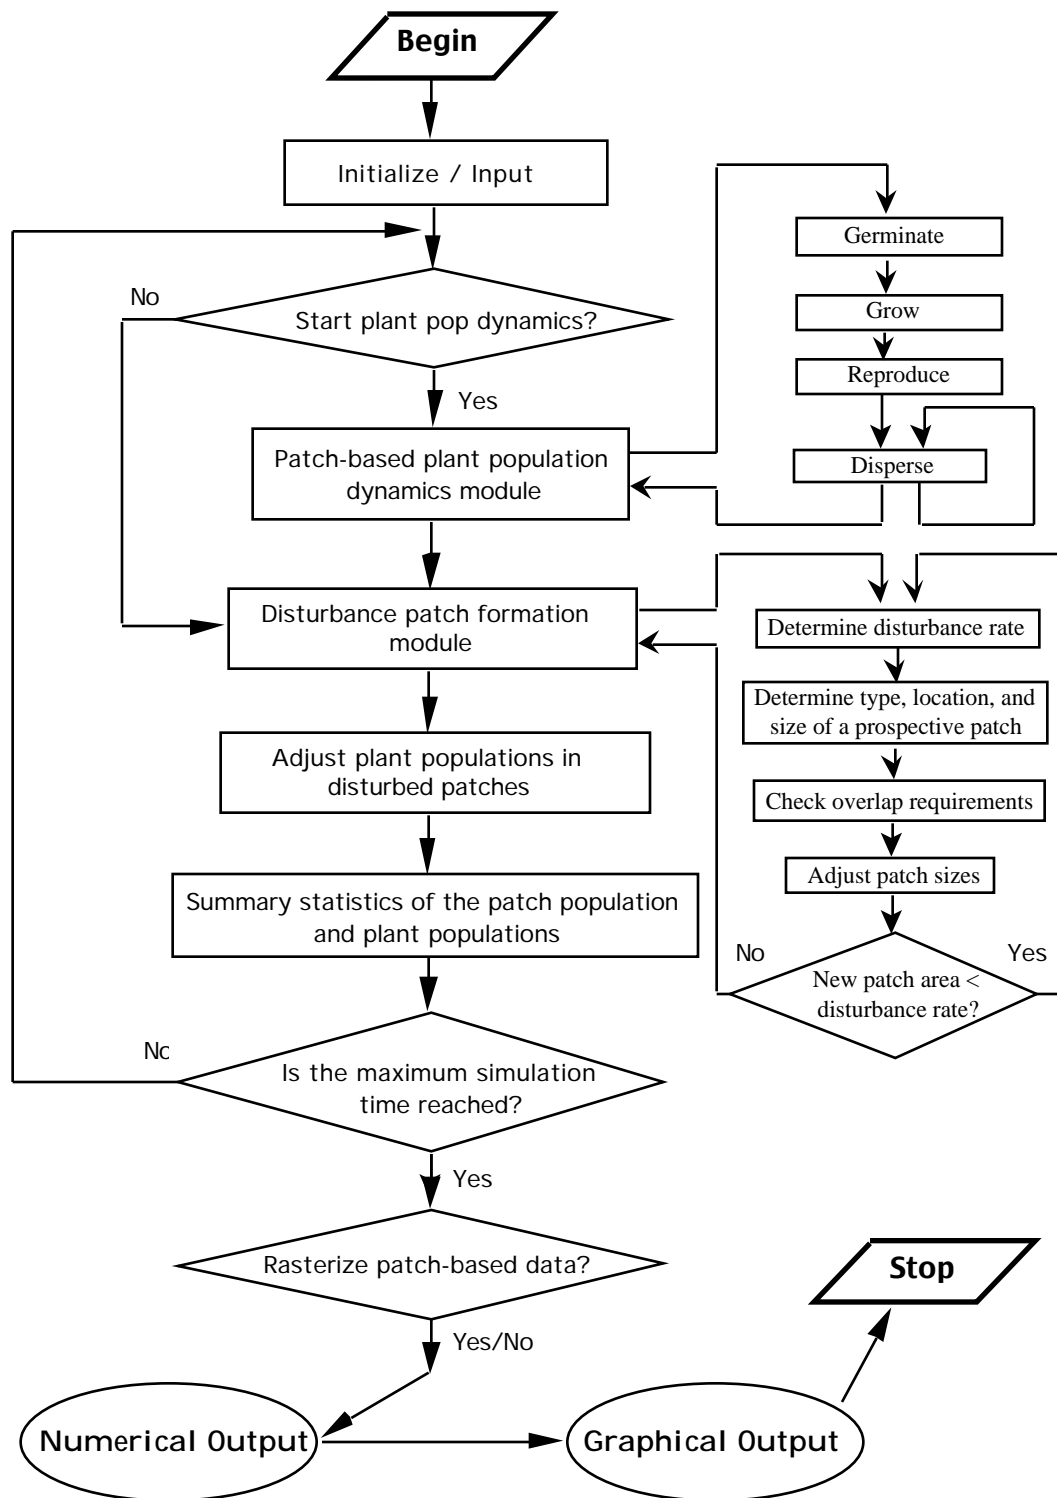 Begin
Initialize / Input
No
Start plant pop dynamics?
Yes
Patch-based plant population
dynamics module
Germinate
Grow
Reproduce
Disperse
Disturbance patch formation
module
Determine disturbance rate
Determine type, location, and
size of a prospective patch
Check overlap requirements
Adjust patch sizes
No
Yes
New patch area <
disturbance rate?
Adjust plant populations in
disturbed patches
Summary statistics of the patch population
and plant populations
No
Is the maximum simulation
time reached?
Yes
Rasterize patch-based data?
Yes/No
Numerical Output
Graphical Output
Stop